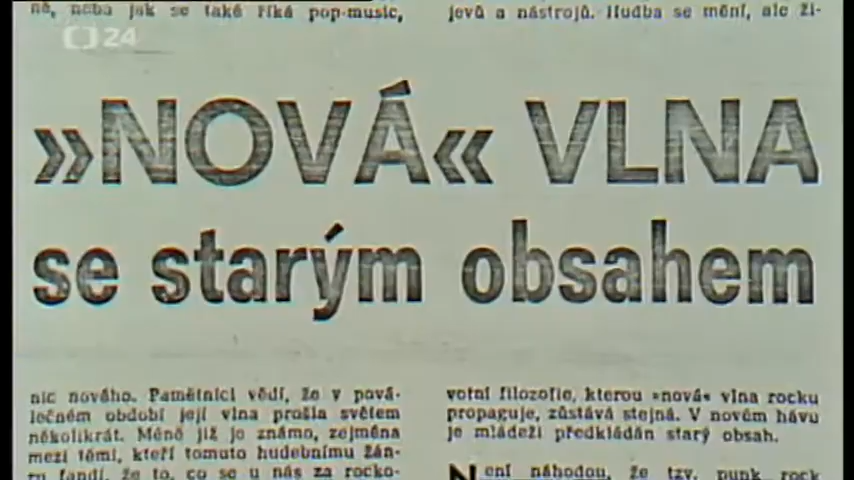 né, nebo jak se také říká pop-music,
jevů a nástrojů. Hudba se mění, ale ži-
ČT 24
»NOVÁ« VLNA
se starým obsahem
nic nového. Pamětníci vědí, že v pová-
lečném období její vlna prošla světem
několikrát. Méně již je známo, zejména
mezi těmi, kteří tomuto hudebnímu žán-
ru fandí, že to, co se u nás za rocko-
votní filozofie, kterou »nová« vlna rocku
propaguje, zůstává stejná. V novém hávu
je mládeži předkládán starý obsah.
Není náhodou, že tzv. punk rock